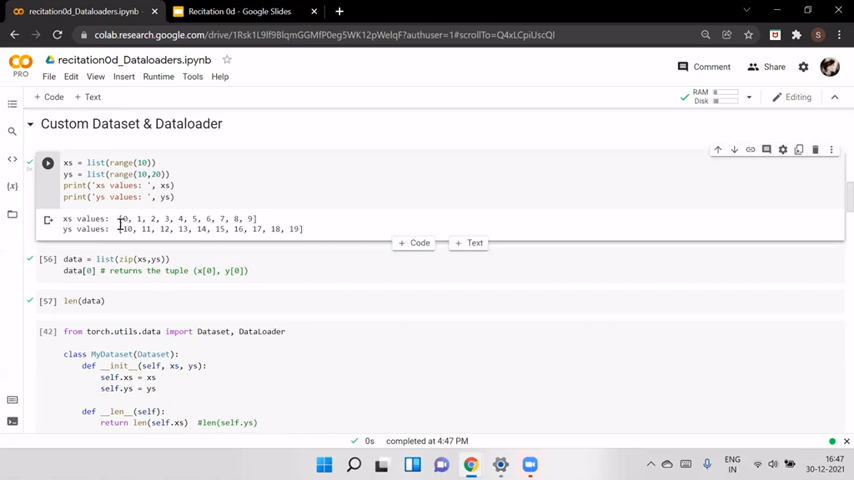 recitation0d_Dataloaders.ipynb
Recitation 0d - Google Slides
colab.research.google.com/drive/1Rsk1L9lf9BlqmGGMfP0eg5WK12pWelqF?authuser=1#scrollTo=Q4xLCpiUscQl
PRO
recitation0d_Dataloaders.ipynb
File Edit View Insert Runtime Tools Help
Comment
Share
+ Code + Text
RAM
Disk
Editing
Custom Dataset & Dataloader
xs = list(range(10))
ys = list(range(10,20))
print('xs values: ', xs)
print('ys values: ', ys)
xs values: [0, 1, 2, 3, 4, 5, 6, 7, 8, 9]
ys values: [10, 11, 12, 13, 14, 15, 16, 17, 18, 19]
+ Code + Text
[56] data = list(zip(xs,ys))
data[0] # returns the tuple (x[0], y[0])
[57] len(data)
[42] from torch.utils.data import Dataset, DataLoader
class MyDataset(Dataset):
def __init__(self, xs, ys):
self.xs = xs
self.ys = ys
def __len__(self):
return len(self.xs) #len(self.ys)
0s completed at 4:47 PM
ENG
IN
16:47
30-12-2021